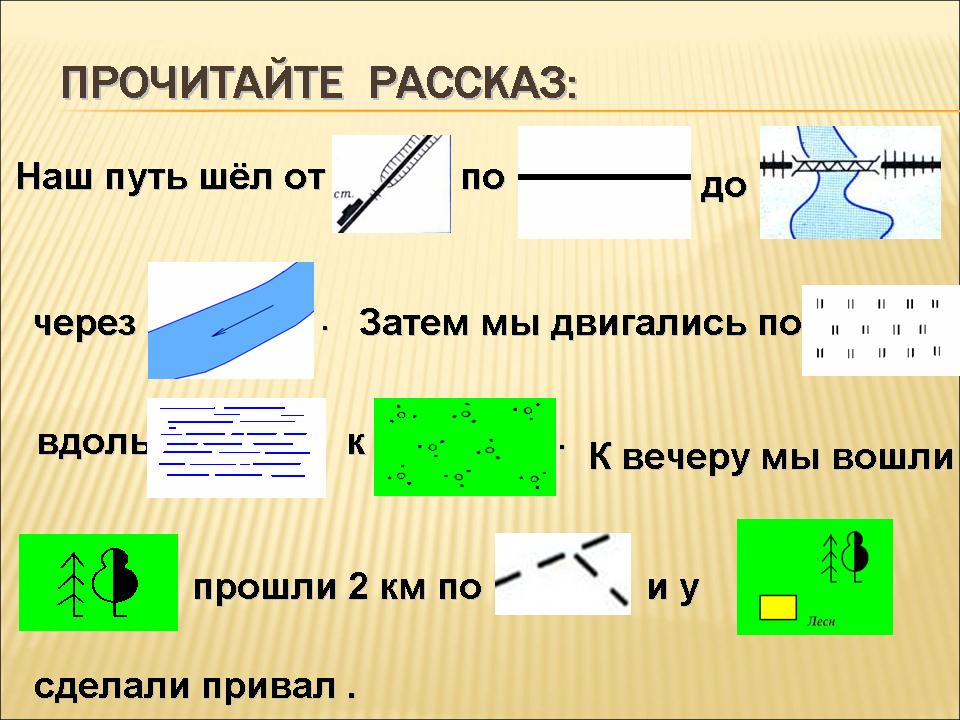 ПРОЧИТАЙТЕ РАССКАЗ:
Наш путь шёл от ст. по до
через . Затем мы двигались по
вдоль к . К вечеру мы вошли
прошли 2 км по и у Лесн
сделали привал .